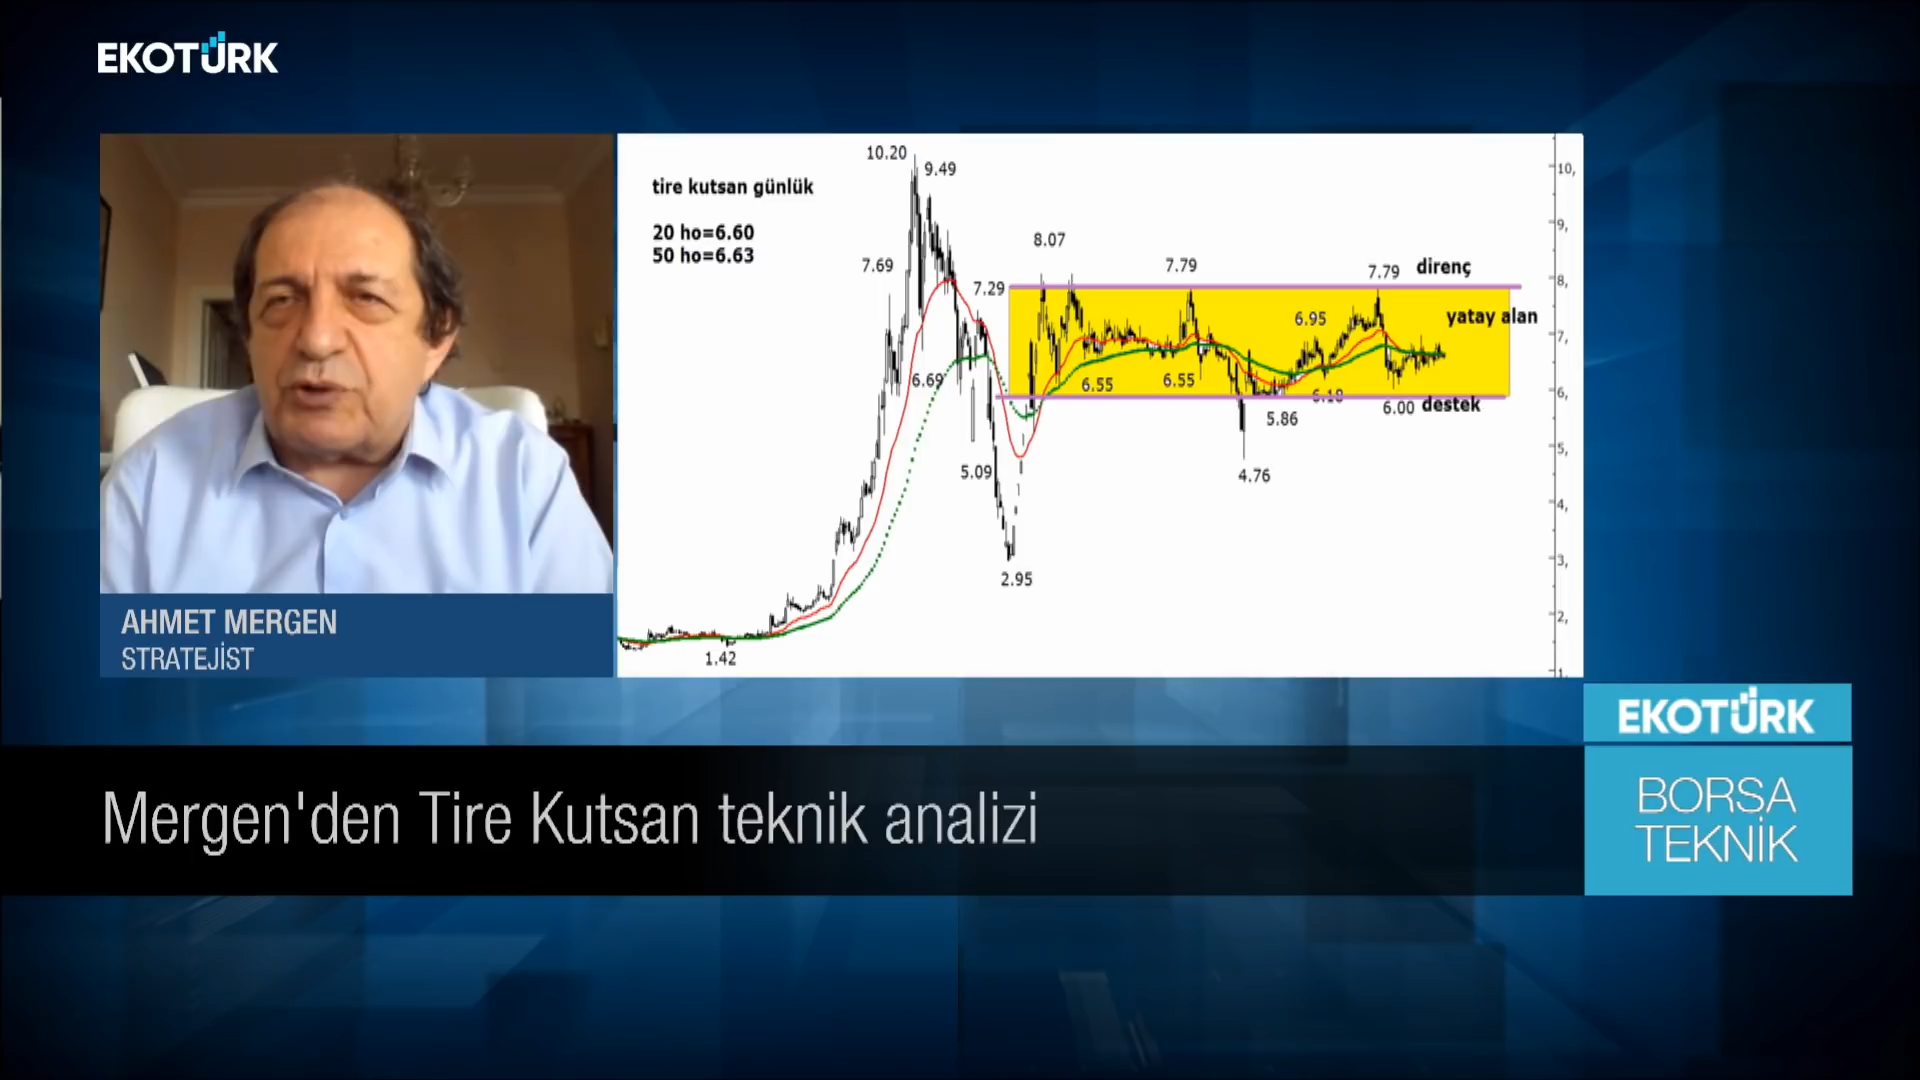 EKOTÜRK
tire kutsan günlük
20 ho=6.60
50 ho=6.63
10.20
9.49
7.69
7.29
6.69
5.09
2.95
1.42
8.07
7.79
7.79
direnç
yatay alan
6.95
6.55
6.55
6.18
5.86
6.00
destek
4.76
10,
9,
8,
7,
6,
5,
4,
3,
2,
1,
AHMET MERGEN
STRATEJİST
Mergen'den Tire Kutsan teknik analizi
EKOTÜRK
BORSA
TEKNİK